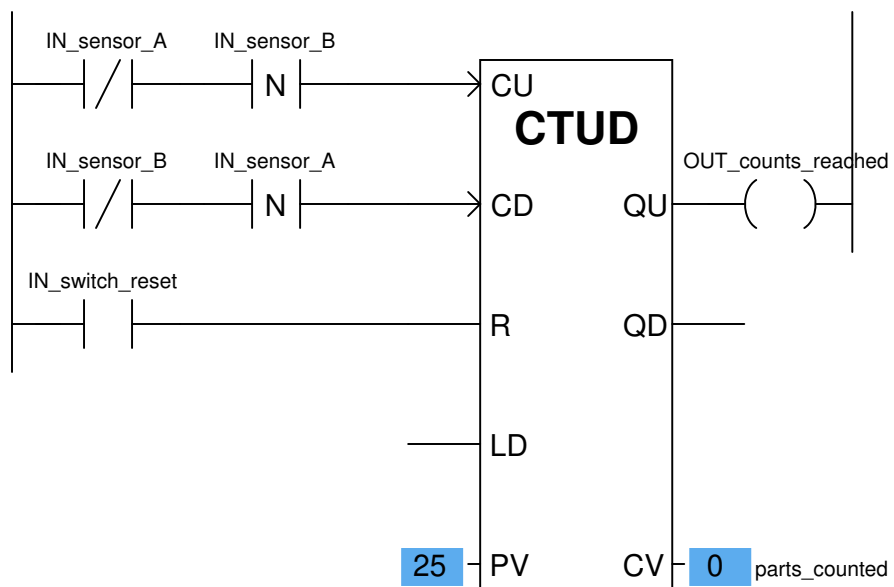 IN_sensor_A IN_sensor_B
N CU
CTUD
IN_sensor_B IN_sensor_A OUT_counts_reached
N CD QU
IN_switch_reset
R QD
LD
25 PV CV 0 parts_counted